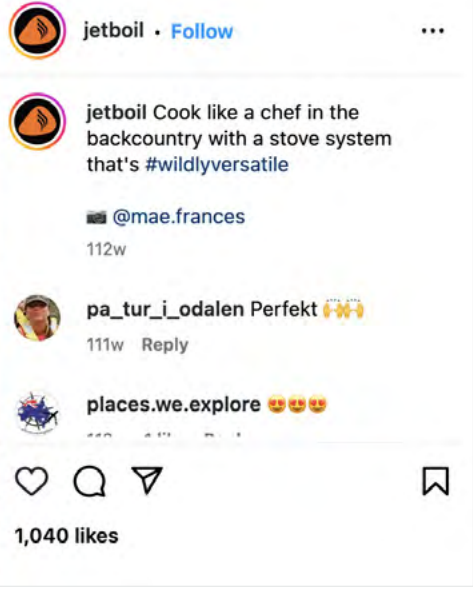 jetboil • Follow
jetboil Cook like a chef in the
backcountry with a stove system
that's #wildlyversatile
📷 @mae.frances
112w
pa_tur_i_odalen Perfekt 🙌🙌
111w Reply
places.we.explore 😍😍😍
1,040 likes